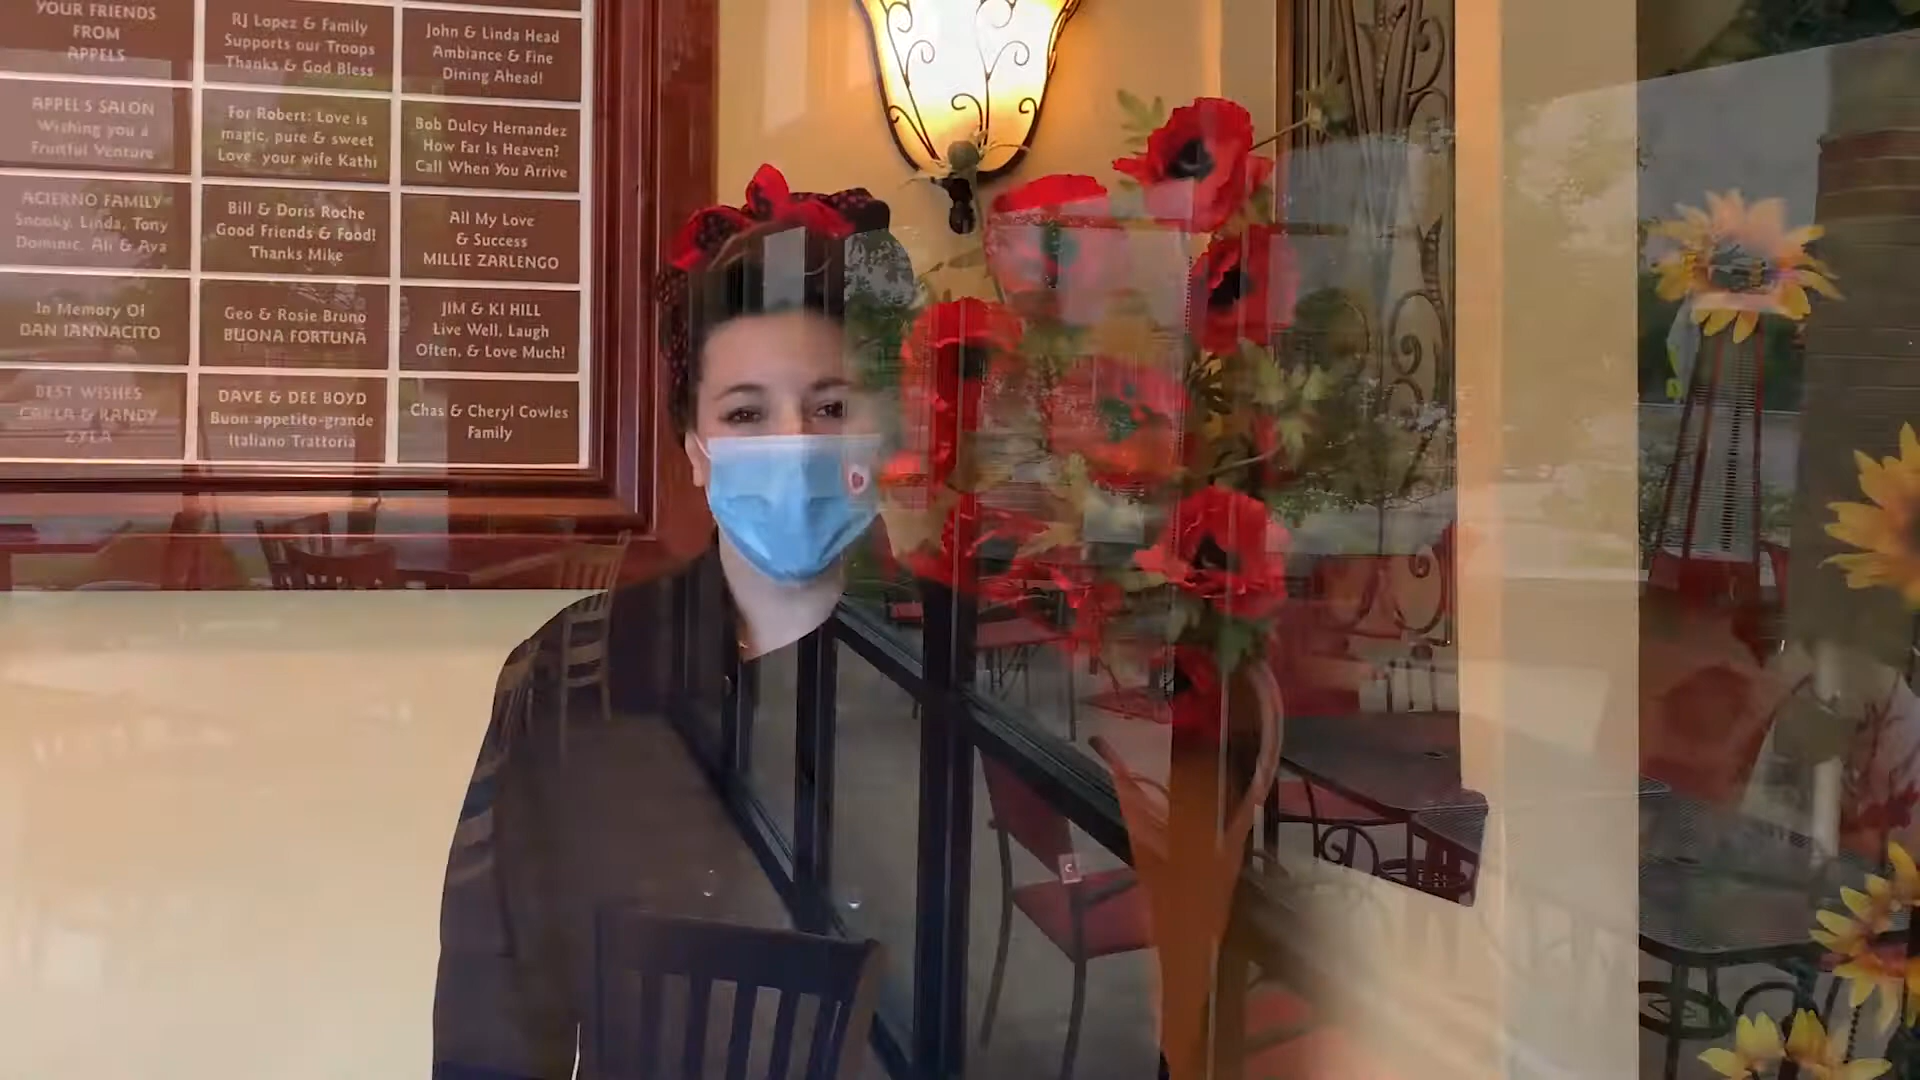 YOUR FRIENDS
FROM
APPELS
RJ Lopez & Family
Supports our Troops
Thanks & God Bless
John & Linda Head
Ambiance & Fine
Dining Ahead!
APPEL'S SALON
Wishing you a
Fruitful Venture
For Robert: Love is
magic, pure & sweet
Love, your wife Kathi
Bob Dulcy Hernandez
How Far Is Heaven?
Call When You Arrive
ACIERNO FAMILY
Snooky, Linda, Tony
Dominic, Ali & Ava
Bill & Doris Roche
Good Friends & Food!
Thanks Mike
All My Love
& Success
MILLIE ZARLENGO
In Memory Of
DAN IANNACITO
Geo & Rosie Bruno
BUONA FORTUNA
JIM & KI HILL
Live Well, Laugh
Often, & Love Much!
BEST WISHES
CARLA & RANDY
ZYLA
DAVE & DEE BOYD
Buon appetito-grande
Italiano Trattoria
Chas & Cheryl Cowles
Family